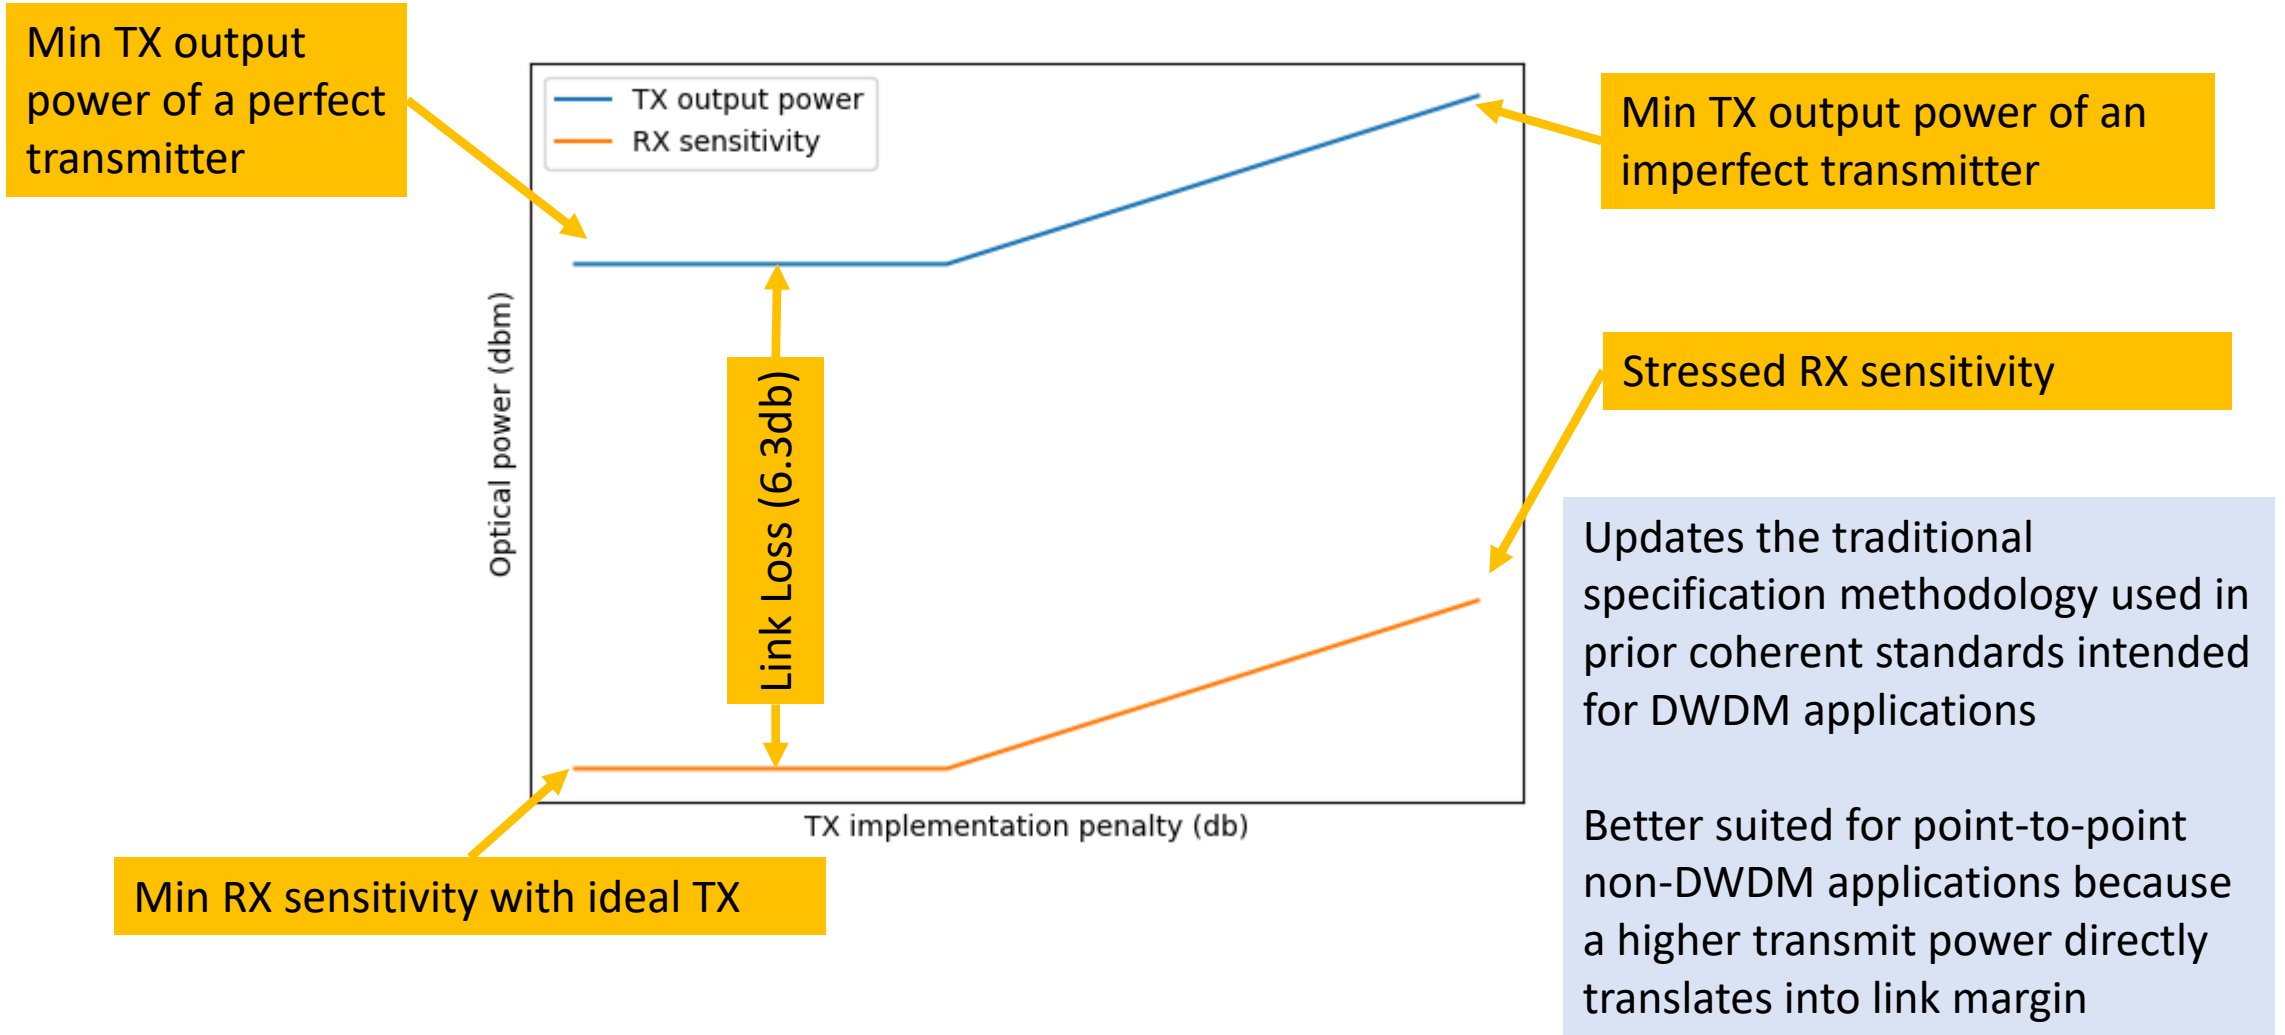 Min TX output
power of a perfect
transmitter
TX output power
RX sensitivity
Min TX output power of an
imperfect transmitter
Optical power (dbm)
Link Loss (6.3db)
Stressed RX sensitivity
Updates the traditional
specification methodology used in
prior coherent standards intended
for DWDM applications
Better suited for point-to-point
non-DWDM applications because
a higher transmit power directly
translates into link margin
TX implementation penalty (db)
Min RX sensitivity with ideal TX